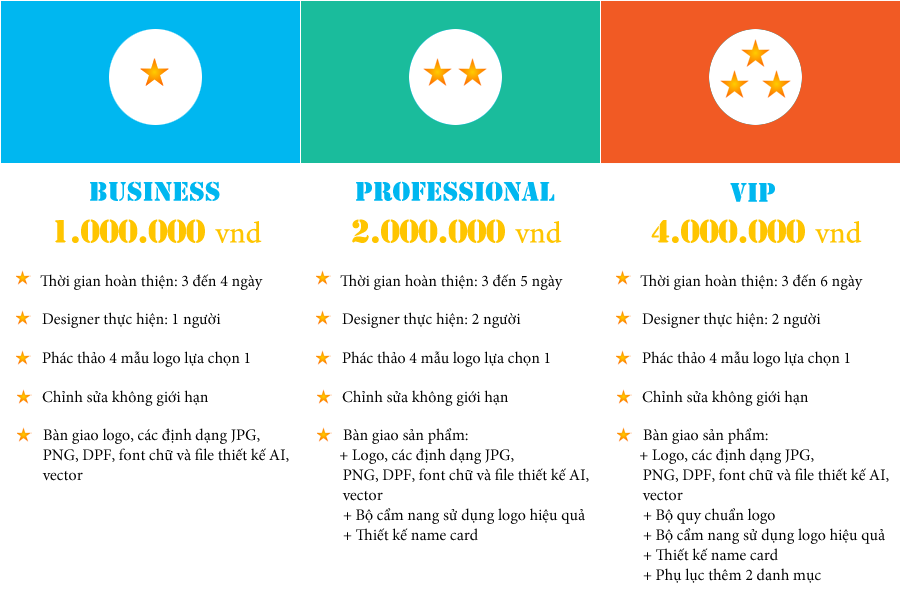 BUSINESS
1.000.000 vnd
Thời gian hoàn thiện: 3 đến 4 ngày
Designer thực hiện: 1 người
Phác thảo 4 mẫu logo lựa chọn 1
Chỉnh sửa không giới hạn
Bàn giao logo, các định dạng JPG,
PNG, DPF, font chữ và file thiết kế AI,
vector
PROFESSIONAL
2.000.000 vnd
Thời gian hoàn thiện: 3 đến 5 ngày
Designer thực hiện: 2 người
Phác thảo 4 mẫu logo lựa chọn 1
Chỉnh sửa không giới hạn
Bàn giao sản phẩm:
+ Logo, các định dạng JPG,
PNG, DPF, font chữ và file thiết kế AI,
vector
+ Bộ cẩm nang sử dụng logo hiệu quả
+ Thiết kế name card
VIP
4.000.000 vnd
Thời gian hoàn thiện: 3 đến 6 ngày
Designer thực hiện: 2 người
Phác thảo 4 mẫu logo lựa chọn 1
Chỉnh sửa không giới hạn
Bàn giao sản phẩm:
+ Logo, các định dạng JPG,
PNG, DPF, font chữ và file thiết kế AI,
vector
+ Bộ quy chuẩn logo
+ Bộ cẩm nang sử dụng logo hiệu quả
+ Thiết kế name card
+ Phụ lục thêm 2 danh mục